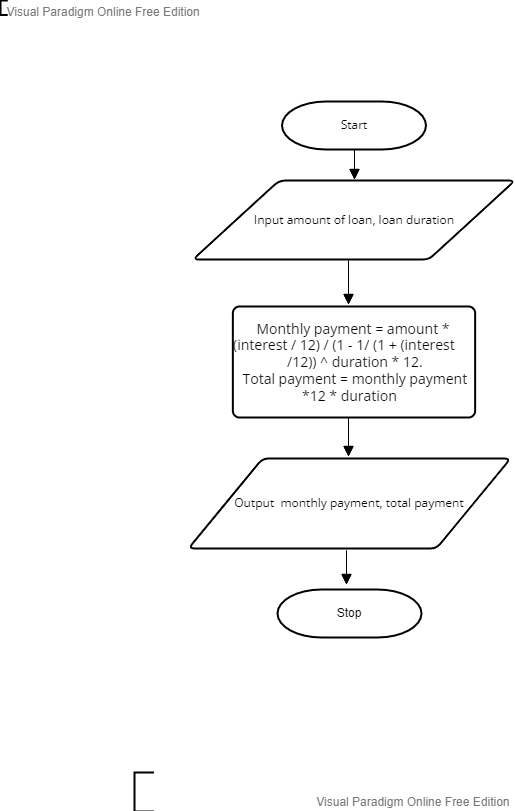 Visual Paradigm Online Free Edition
Start
Input amount of loan, loan duration
Monthly payment = amount *
(interest / 12) / (1 - 1/ (1 + (interest
/12)) ^ duration * 12.
Total payment = monthly payment
*12 * duration
Output  monthly payment, total payment
Stop
Visual Paradigm Online Free Edition